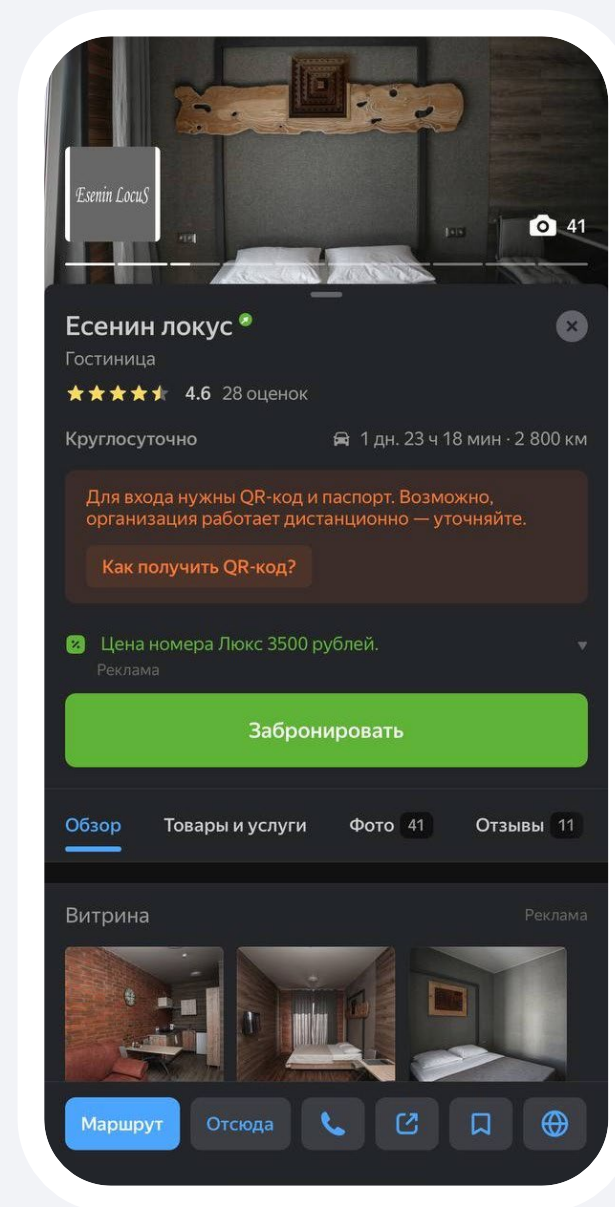 Esenin LocuS
41
Есенин локус
Гостиница
4.6 28 оценок
Круглосуточно 1 дн. 23 ч 18 мин · 2 800 км
Для входа нужны QR-код и паспорт. Возможно,
организация работает дистанционно — уточняйте.
Как получить QR-код?
Цена номера Люкс 3500 рублей.
Реклама
Забронировать
Обзор Товары и услуги Фото 41 Отзывы 11
Витрина Реклама
Маршрут Отсюда